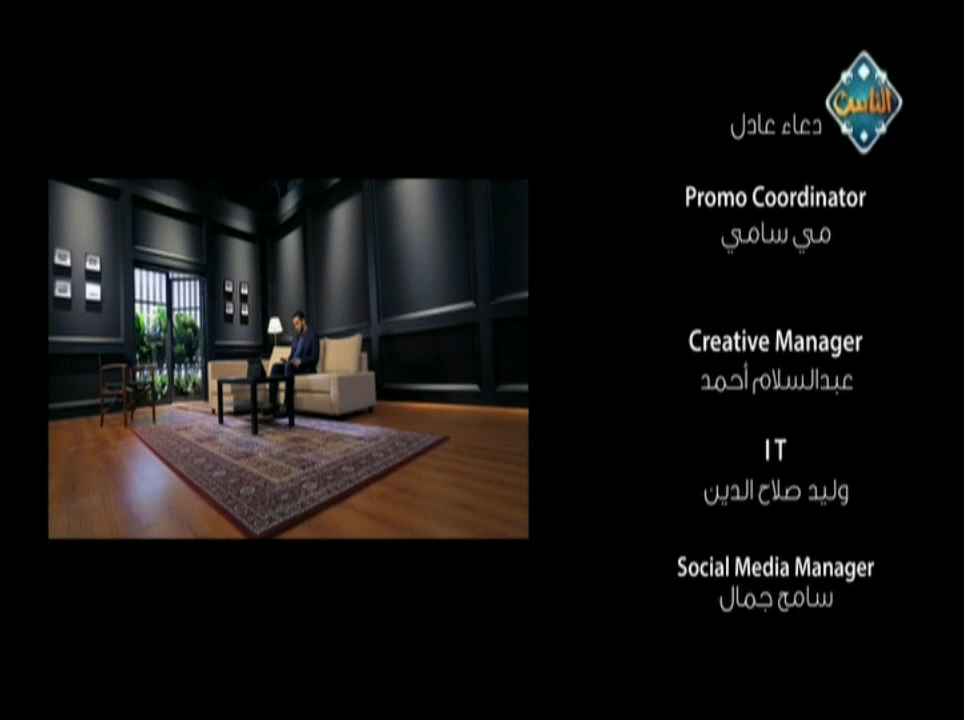 الناس
دعاء عادل
Promo Coordinator
مي سامي
Creative Manager
عبدالسلام أحمد
IT
وليد صلاح الدين
Social Media Manager
سامح جمال